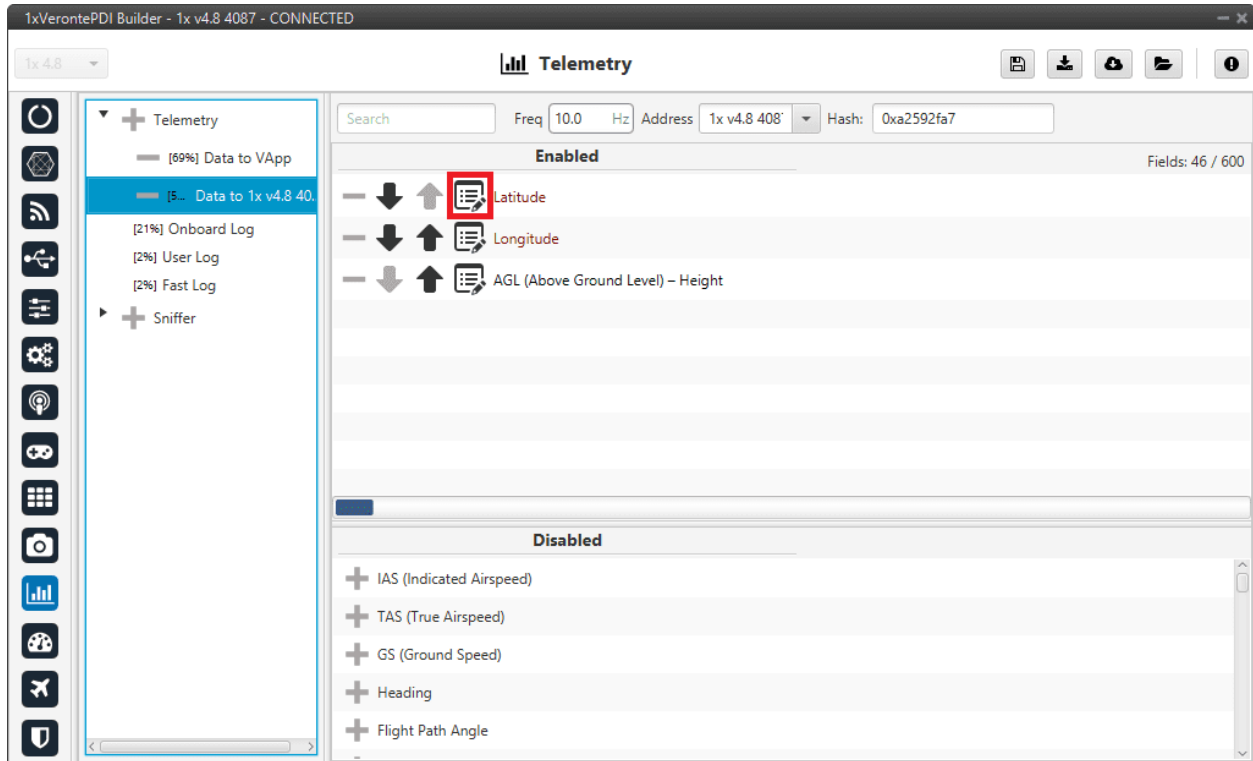 1xVerontePDI Builder - 1x v4.8 4087 - CONNECTED
1x 4.8
Telemetry
Telemetry
[69%] Data to VApp
[5... Data to 1x v4.8 40.
[21%] Onboard Log
[2%] User Log
[2%] Fast Log
Sniffer
Search Freq 10.0 Hz Address 1x v4.8 408 Hash: 0xa2592fa7
Enabled
Fields: 46 / 600
Latitude
Longitude
AGL (Above Ground Level) – Height
Disabled
IAS (Indicated Airspeed)
TAS (True Airspeed)
GS (Ground Speed)
Heading
Flight Path Angle